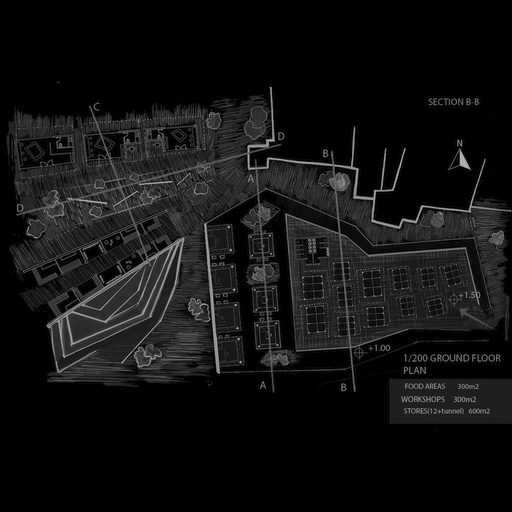 SECTION B-B
C
D
B
N
A
D
+1.50
+1.00
1/200 GROUND FLOOR
PLAN
FOOD AREAS 300m2
A
B
WORKSHOPS 300m2
STORES(12+tunnel) 600m2